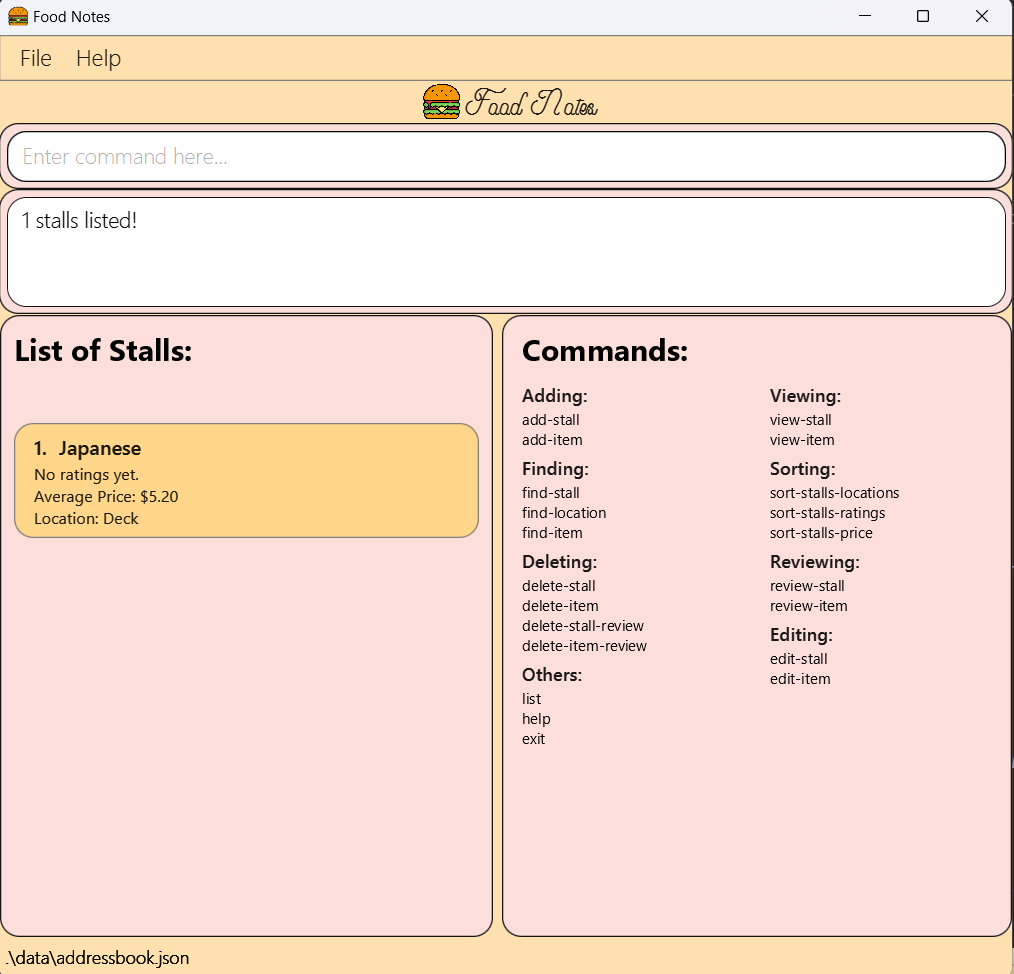 Food Notes
File Help
Food Notes
Enter command here...
1 stalls listed!
List of Stalls:
1. Japanese
No ratings yet.
Average Price: $5.20
Location: Deck
Commands:
Adding:
add-stall
add-item
Finding:
find-stall
find-location
find-item
Deleting:
delete-stall
delete-item
delete-stall-review
delete-item-review
Others:
list
help
exit
Viewing:
view-stall
view-item
Sorting:
sort-stalls-locations
sort-stalls-ratings
sort-stalls-price
Reviewing:
review-stall
review-item
Editing:
edit-stall
edit-item
.\data\addressbook.json